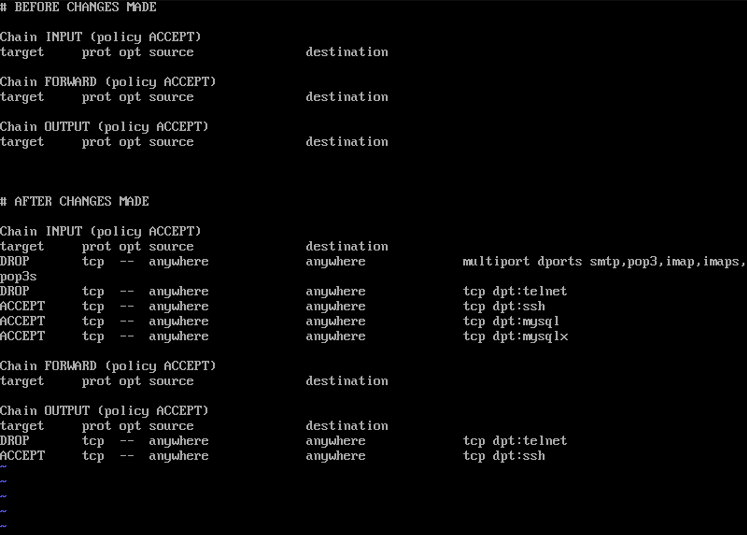 # BEFORE CHANGES MADE
Chain INPUT (policy ACCEPT)
target     prot opt source               destination
Chain FORWARD (policy ACCEPT)
target     prot opt source               destination
Chain OUTPUT (policy ACCEPT)
target     prot opt source               destination
# AFTER CHANGES MADE
Chain INPUT (policy ACCEPT)
target     prot opt source               destination
DROP       tcp  --  anywhere             anywhere             multiport dports smtp,pop3,imap,imaps,
pop3s
DROP       tcp  --  anywhere             anywhere             tcp dpt:telnet
ACCEPT     tcp  --  anywhere             anywhere             tcp dpt:ssh
ACCEPT     tcp  --  anywhere             anywhere             tcp dpt:mysql
ACCEPT     tcp  --  anywhere             anywhere             tcp dpt:mysqlx
Chain FORWARD (policy ACCEPT)
target     prot opt source               destination
Chain OUTPUT (policy ACCEPT)
target     prot opt source               destination
DROP       tcp  --  anywhere             anywhere             tcp dpt:telnet
ACCEPT     tcp  --  anywhere             anywhere             tcp dpt:ssh
~
~
~
~
~